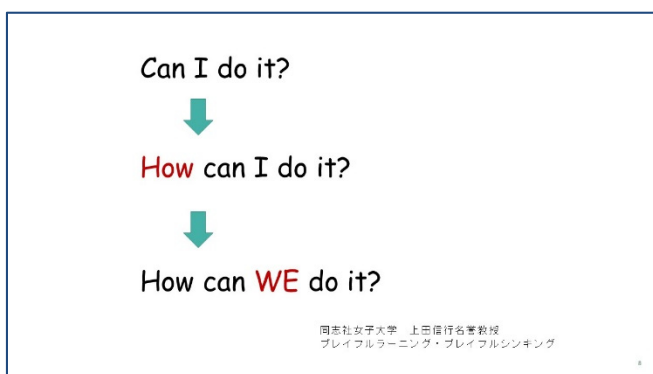 Can I do it?
How can I do it?
How can WE do it?
同志社女子大学 上田信行名誉教授
プレイフルラーニング・プレイフルシンキング